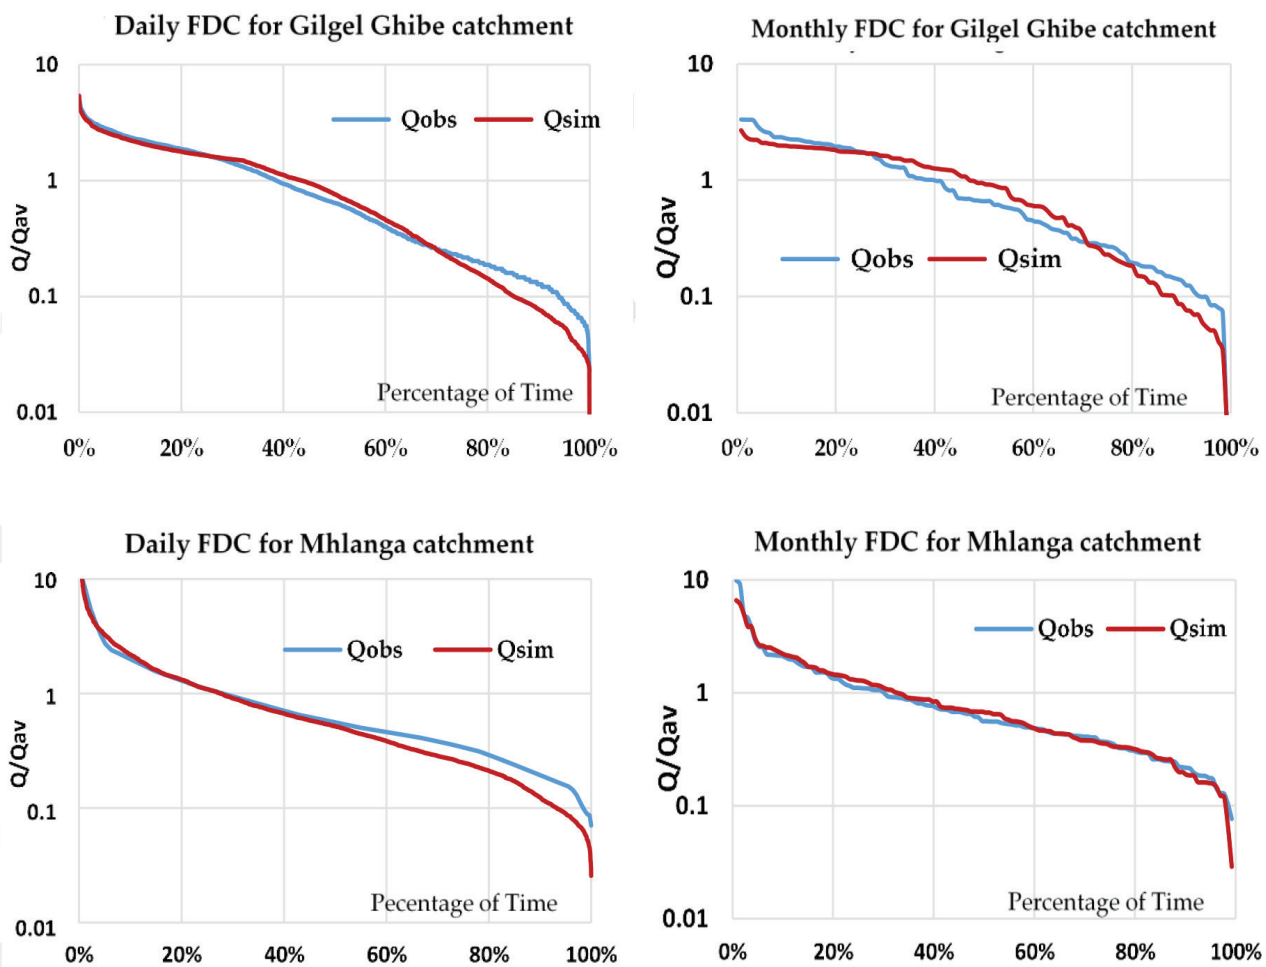 Daily FDC for Gilgel Ghibe catchment
10
1
0.1
0.01
Q/Qav
Qobs
Qsim
Percentage of Time
0%
20%
40%
60%
80%
100%
Monthly FDC for Gilgel Ghibe catchment
10
1
0.1
0.01
Q/Qav
Qobs
Qsim
Percentage of Time
0%
20%
40%
60%
80%
100%
Daily FDC for Mhlanga catchment
10
1
0.1
0.01
Q/Qav
Qobs
Qsim
Pecentage of Time
0%
20%
40%
60%
80%
100%
Monthly FDC for Mhlanga catchment
10
1
0.1
0.01
Q/Qav
Qobs
Qsim
Percentage of Time
0%
20%
40%
60%
80%
100%